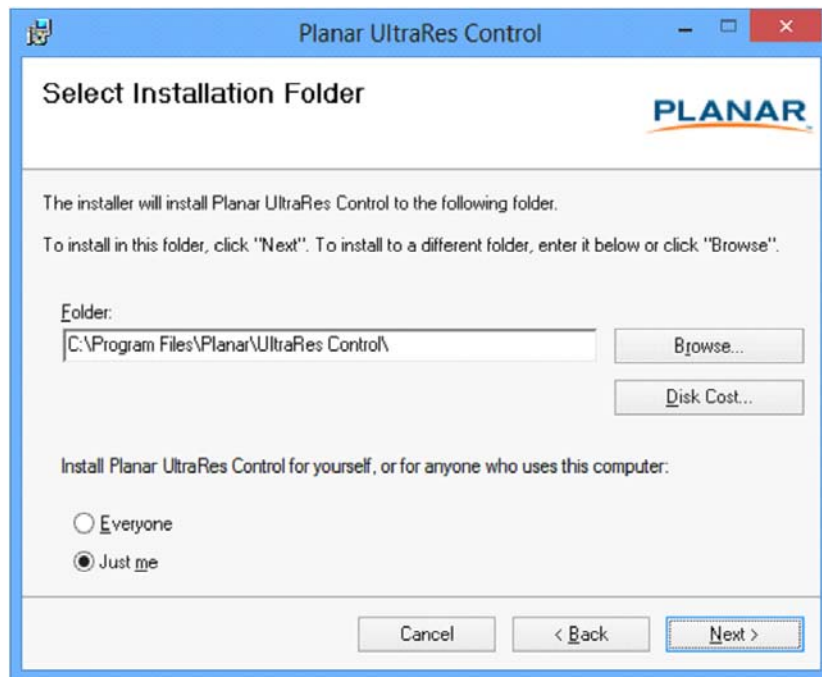 Planar UltraRes Control
Select Installation Folder
PLANAR
The installer will install Planar UltraRes Control to the following folder.
To install in this folder, click "Next". To install to a different folder, enter it below or click "Browse".
Folder:
C:\Program Files\Planar\UltraRes Control\
Browse...
Disk Cost...
Install Planar UltraRes Control for yourself, or for anyone who uses this computer:
Everyone
Just me
Cancel
< Back
Next >